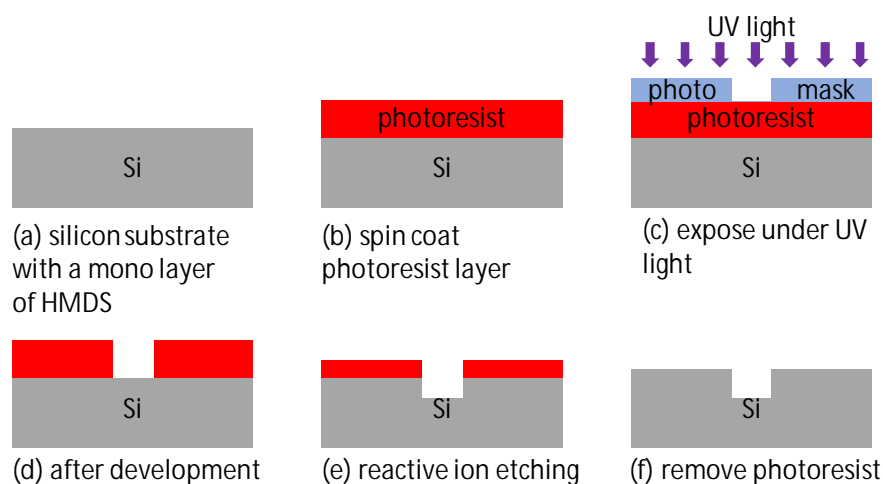 UV light
photo mask
photoresist
photoresist
Si
Si
Si
(a) silicon substrate
with a mono layer
of HMDS
(b) spin coat
photoresist layer
(c) expose under UV
light
Si
Si
Si
(d) after development
(e) reactive ion etching
(f) remove photoresist